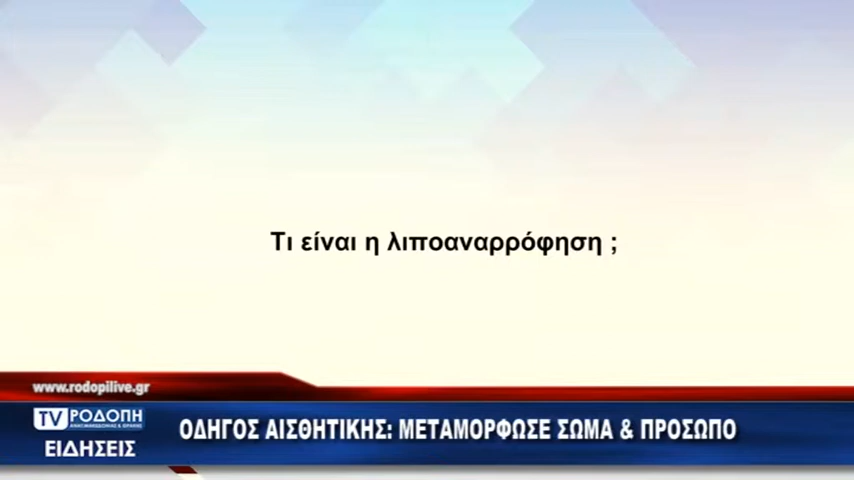 Τι είναι η λιποαναρρόφηση ;
www.rodopilive.gr
TV ΡΟΔΟΠΗ
ΕΙΔΗΣΕΙΣ
ΟΔΗΓΟΣ ΑΙΣΘΗΤΙΚΗΣ: ΜΕΤΑΜΟΡΦΩΣΕ ΣΩΜΑ & ΠΡΟΣΩΠΟ